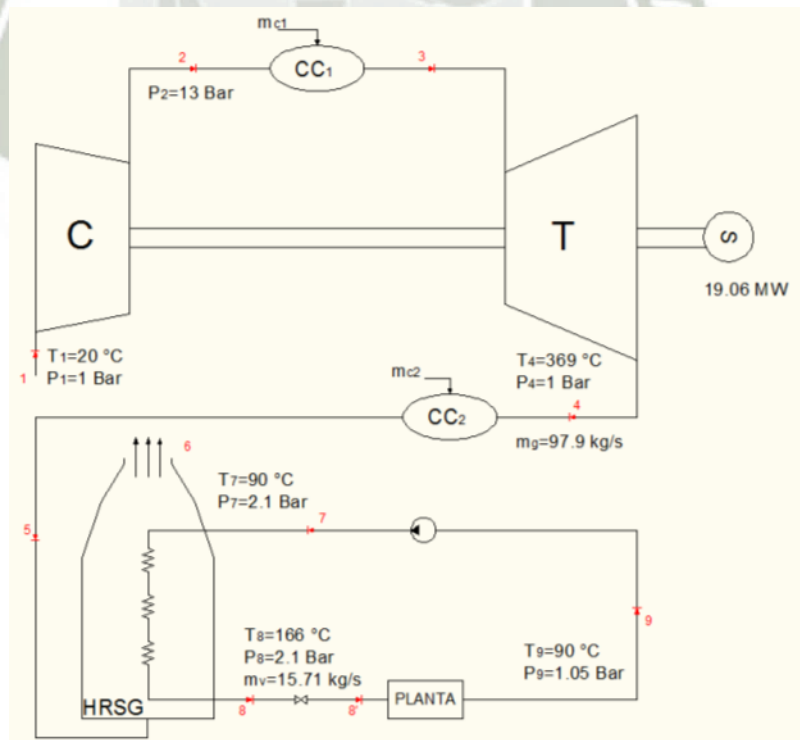 mc1
2
CC1
3
P2=13 Bar
C
T
S
19.06 MW
T1=20 °C
P1=1 Bar
1
T4=369 °C
P4=1 Bar
mc2
CC2
4
mg=97.9 kg/s
6
T7=90 °C
P7=2.1 Bar
5
7
9
T8=166 °C
P8=2.1 Bar
mv=15.71 kg/s
T9=90 °C
P9=1.05 Bar
HRSG
8
8'
PLANTA